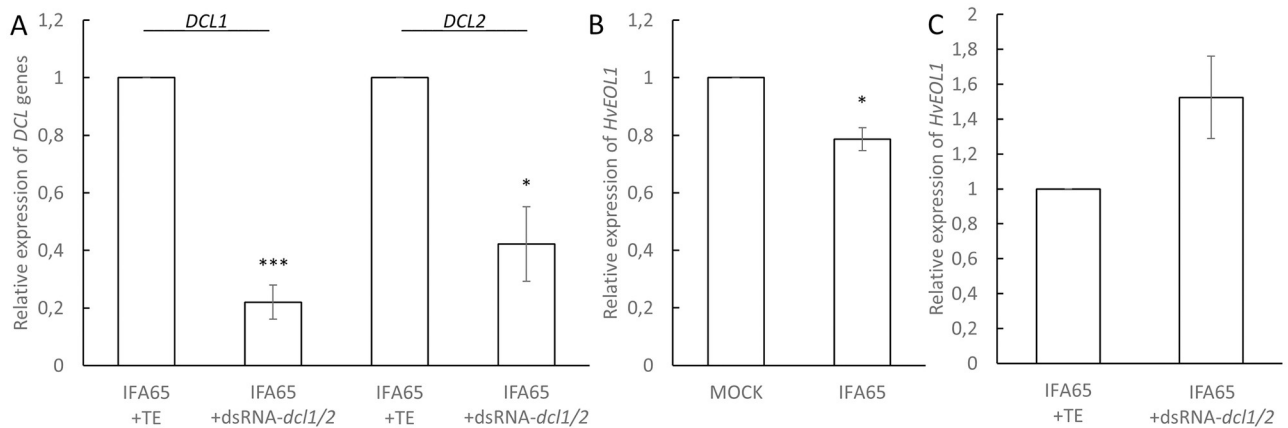 A
Relative expression of DCL genes
1,2
1
0,8
0,6
0,4
0,2
0
DCL1
DCL2
***
*
IFA65
+TE
IFA65
+dsRNA-dcl1/2
IFA65
+TE
IFA65
+dsRNA-dcl1/2
B
Relative expression of HvEOL1
1,2
1
0,8
0,6
0,4
0,2
0
*
MOCK
IFA65
C
Relative expression of HvEOL1
2
1,8
1,6
1,4
1,2
1
0,8
0,6
0,4
0,2
0
IFA65
+TE
IFA65
+dsRNA-dcl1/2